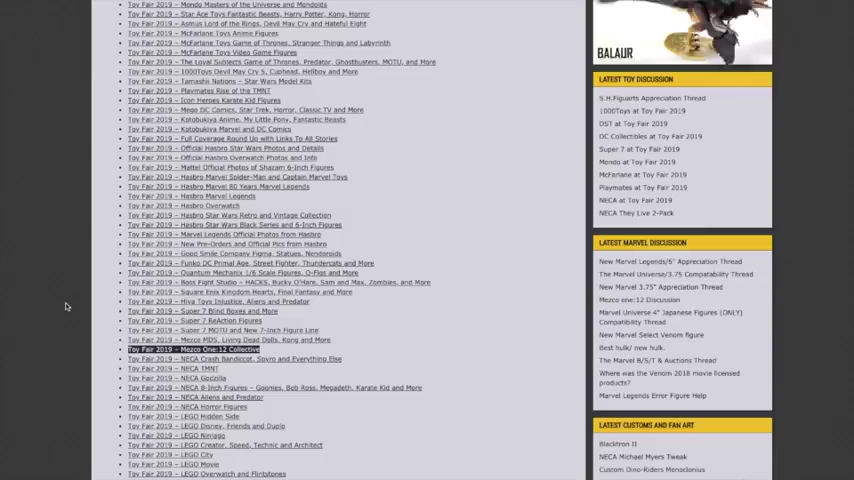 Toy Fair 2019 – Mondo Masters of the Universe and Mondoids
Toy Fair 2019 – Star Ace Toys Fantastic Beasts, Harry Potter, Kong, Horror
Toy Fair 2019 – Asmus Lord of the Rings, Devil May Cry and Hateful Eight
Toy Fair 2019 – McFarlane Toys Anime Figures
Toy Fair 2019 – McFarlane Toys Game of Thrones, Stranger Things and Labyrinth
Toy Fair 2019 – McFarlane Toys Video Game Figures
Toy Fair 2019 – The Loyal Subjects Game of Thrones, Predator, Ghostbusters, MOTU, and More
Toy Fair 2019 – 1000Toys Devil May Cry 5, Cuphead, Hellboy and More
Toy Fair 2019 – Tamashii Nations – Star Wars Model Kits
Toy Fair 2019 – Playmates Rise of the TMNT
Toy Fair 2019 – Icon Heroes Karate Kid Figures
Toy Fair 2019 – Mego DC Comics, Star Trek, Horror, Classic TV and More
Toy Fair 2019 – Kotobukiya Anime, My Little Pony, Fantastic Beasts
Toy Fair 2019 – Kotobukiya Marvel and DC Comics
Toy Fair 2019 – Full Coverage Round Up with Links To All Stories
Toy Fair 2019 – Official Hasbro Star Wars Photos and Details
Toy Fair 2019 – Official Hasbro Overwatch Photos and Info
Toy Fair 2019 – Mattel Official Photos of Shazam 6-Inch Figures
Toy Fair 2019 – Hasbro Marvel Spider-Man and Captain Marvel Toys
Toy Fair 2019 – Hasbro Marvel 80 Years Marvel Legends
Toy Fair 2019 – Hasbro Marvel Legends
Toy Fair 2019 – Hasbro Overwatch
Toy Fair 2019 – Hasbro Star Wars Retro and Vintage Collection
Toy Fair 2019 – Hasbro Star Wars Black Series and 6-Inch Figures
Toy Fair 2019 – Marvel Legends Official Photos from Hasbro
Toy Fair 2019 – New Pre-Orders and Official Pics from Hasbro
Toy Fair 2019 – Good Smile Company Figma, Statues, Nendoroids
Toy Fair 2019 – Funko DC Primal Age, Street Fighter, Thundercats and More
Toy Fair 2019 – Quantum Mechanix 1/6 Scale Figures, Q-Figs and More
Toy Fair 2019 – Boss Fight Studio – HACKS, Bucky O'Hare, Sam and Max, Zombies, and More
Toy Fair 2019 – Square Enix Kingdom Hearts, Final Fantasy and More
Toy Fair 2019 – Hiya Toys Injustice, Aliens and Predator
Toy Fair 2019 – Super 7 Blind Boxes and More
Toy Fair 2019 – Super 7 ReAction Figures
Toy Fair 2019 – Super 7 MOTU and New 7-Inch Figure Line
Toy Fair 2019 – Mezco MDS, Living Dead Dolls, Kong and More
Toy Fair 2019 – Mezco One:12 Collective
Toy Fair 2019 – NECA Crash Bandicot, Spyro and Everything Else
Toy Fair 2019 – NECA TMNT
Toy Fair 2019 – NECA Godzilla
Toy Fair 2019 – NECA 8-Inch Figures – Goonies, Bob Ross, Megadeth, Karate Kid and More
Toy Fair 2019 – NECA Aliens and Predator
Toy Fair 2019 – NECA Horror Figures
Toy Fair 2019 – LEGO Hidden Side
Toy Fair 2019 – LEGO Disney, Friends and Duplo
Toy Fair 2019 – LEGO Ninjago
Toy Fair 2019 – LEGO Creator, Speed, Technic and Architect
Toy Fair 2019 – LEGO City
Toy Fair 2019 – LEGO Movie
Toy Fair 2019 – LEGO Overwatch and Flintstones
BALAUR
LATEST TOY DISCUSSION
S.H.Figuarts Appreciation Thread
1000Toys at Toy Fair 2019
DST at Toy Fair 2019
DC Collectibles at Toy Fair 2019
Super 7 at Toy Fair 2019
Mondo at Toy Fair 2019
McFarlane at Toy Fair 2019
Playmates at Toy Fair 2019
NECA at Toy Fair 2019
NECA They Live 2-Pack
LATEST MARVEL DISCUSSION
New Marvel Legends/6" Appreciation Thread
The Marvel Universe/3.75 Compatability Thread
New Marvel 3.75" Appreciation Thread
Mezco one:12 Discussion
Marvel Universe 4" Japanese Figures (ONLY)
Compatibility Thread
New Marvel Select Venom figure
Best hulk/ new hulk.
The Marvel B/S/T & Auctions Thread
Where was the Venom 2018 movie licensed
products?
Marvel Legends Error Figure Help
LATEST CUSTOMS AND FAN ART
Blacktron II
NECA Michael Myers Tweak
Custom Dino-Riders Monoclonius